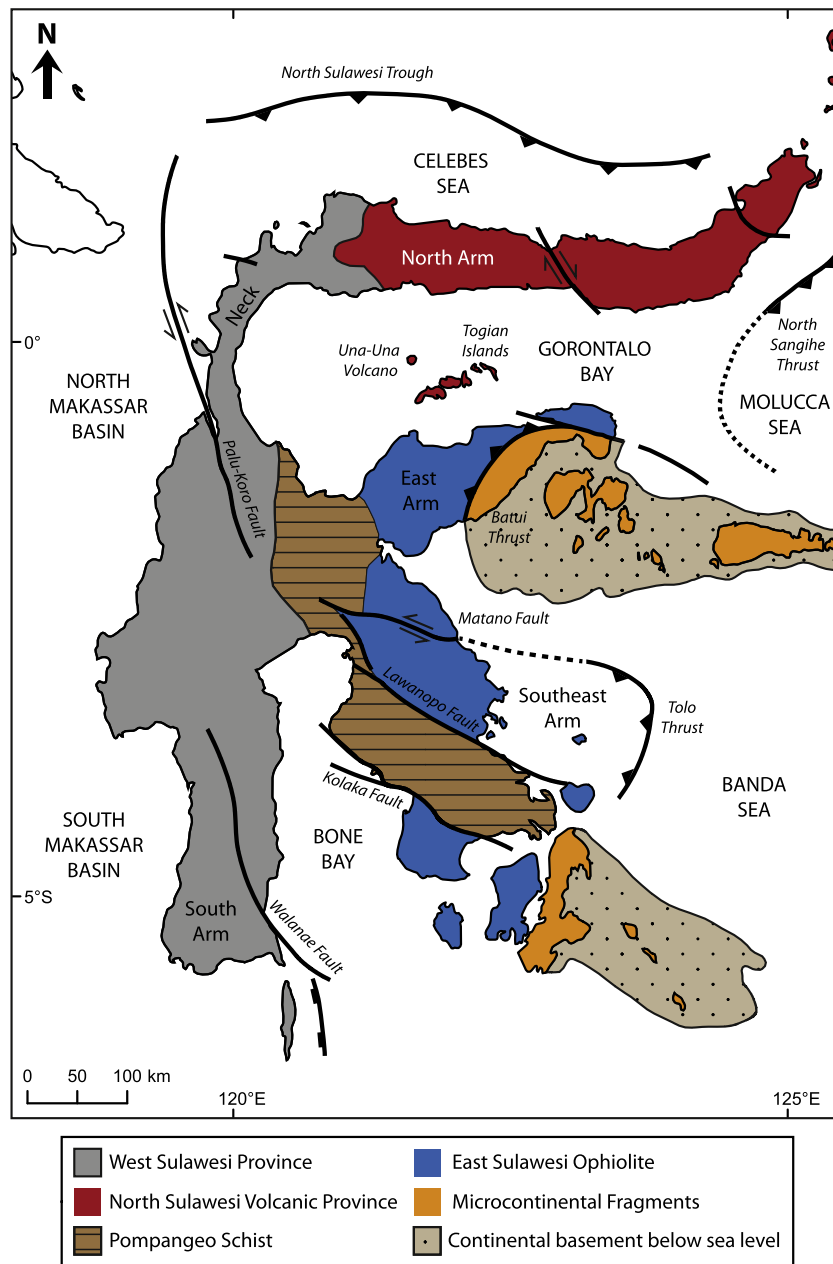 N
North Sulawesi Trough
CELEBES
SEA
North Arm
Neck
0°
Una-Una
Volcano
Togian
Islands
GORONTALO
BAY
North
Sangihe
Thrust
NORTH
MAKASSAR
BASIN
MOLUCCA
SEA
Palu-Koro Fault
East
Arm
Batui
Thrust
Matano Fault
Lawanopo Fault
Southeast
Arm
Tolo
Thrust
Kolaka Fault
BANDA
SEA
SOUTH
MAKASSAR
BASIN
BONE
BAY
5°S
South
Arm
Walanae Fault
0 50 100 km
120°E
125°E
West Sulawesi Province
East Sulawesi Ophiolite
North Sulawesi Volcanic Province
Microcontinental Fragments
Pompangeo Schist
Continental basement below sea level